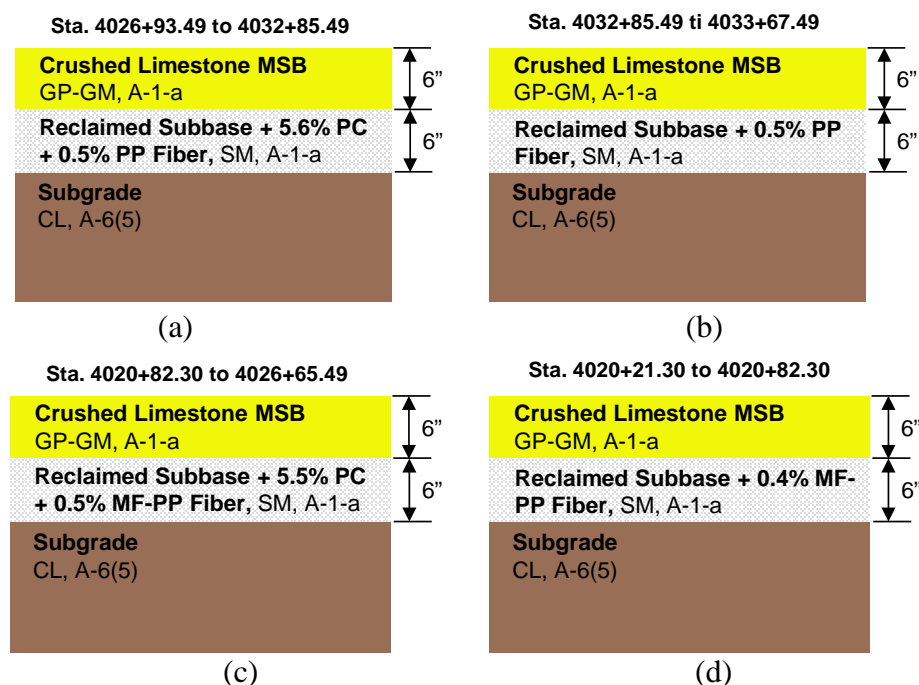 Sta. 4026+93.49 to 4032+85.49
Crushed Limestone MSB
GP-GM, A-1-a
6”
Reclaimed Subbase + 5.6% PC
+ 0.5% PP Fiber, SM, A-1-a
6”
Subgrade
CL, A-6(5)
(a)
Sta. 4032+85.49 ti 4033+67.49
Crushed Limestone MSB
GP-GM, A-1-a
6”
Reclaimed Subbase + 0.5% PP
Fiber, SM, A-1-a
6”
Subgrade
CL, A-6(5)
(b)
Sta. 4020+82.30 to 4026+65.49
Crushed Limestone MSB
GP-GM, A-1-a
6”
Reclaimed Subbase + 5.5% PC
+ 0.5% MF-PP Fiber, SM, A-1-a
6”
Subgrade
CL, A-6(5)
(c)
Sta. 4020+21.30 to 4020+82.30
Crushed Limestone MSB
GP-GM, A-1-a
6”
Reclaimed Subbase + 0.4% MF-
PP Fiber, SM, A-1-a
6”
Subgrade
CL, A-6(5)
(d)